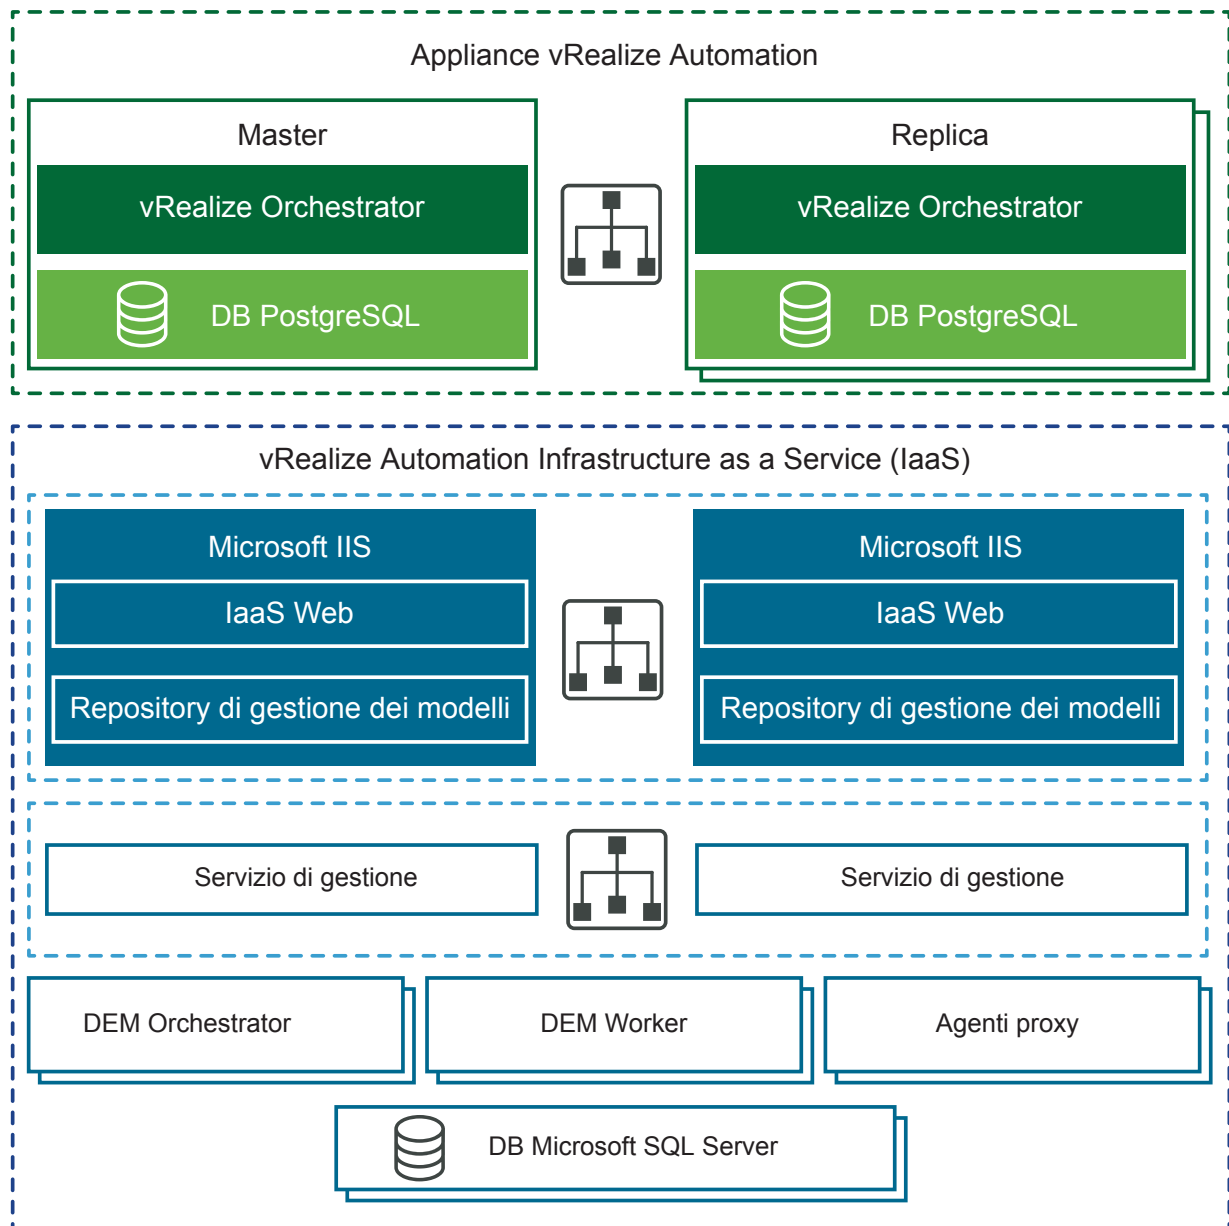 Appliance vRealize Automation
Master
vRealize Orchestrator
DB PostgreSQL
Replica
vRealize Orchestrator
DB PostgreSQL
vRealize Automation Infrastructure as a Service (IaaS)
Microsoft IIS
IaaS Web
Repository di gestione dei modelli
Microsoft IIS
IaaS Web
Repository di gestione dei modelli
Servizio di gestione
Servizio di gestione
DEM Orchestrator
DEM Worker
Agenti proxy
DB Microsoft SQL Server